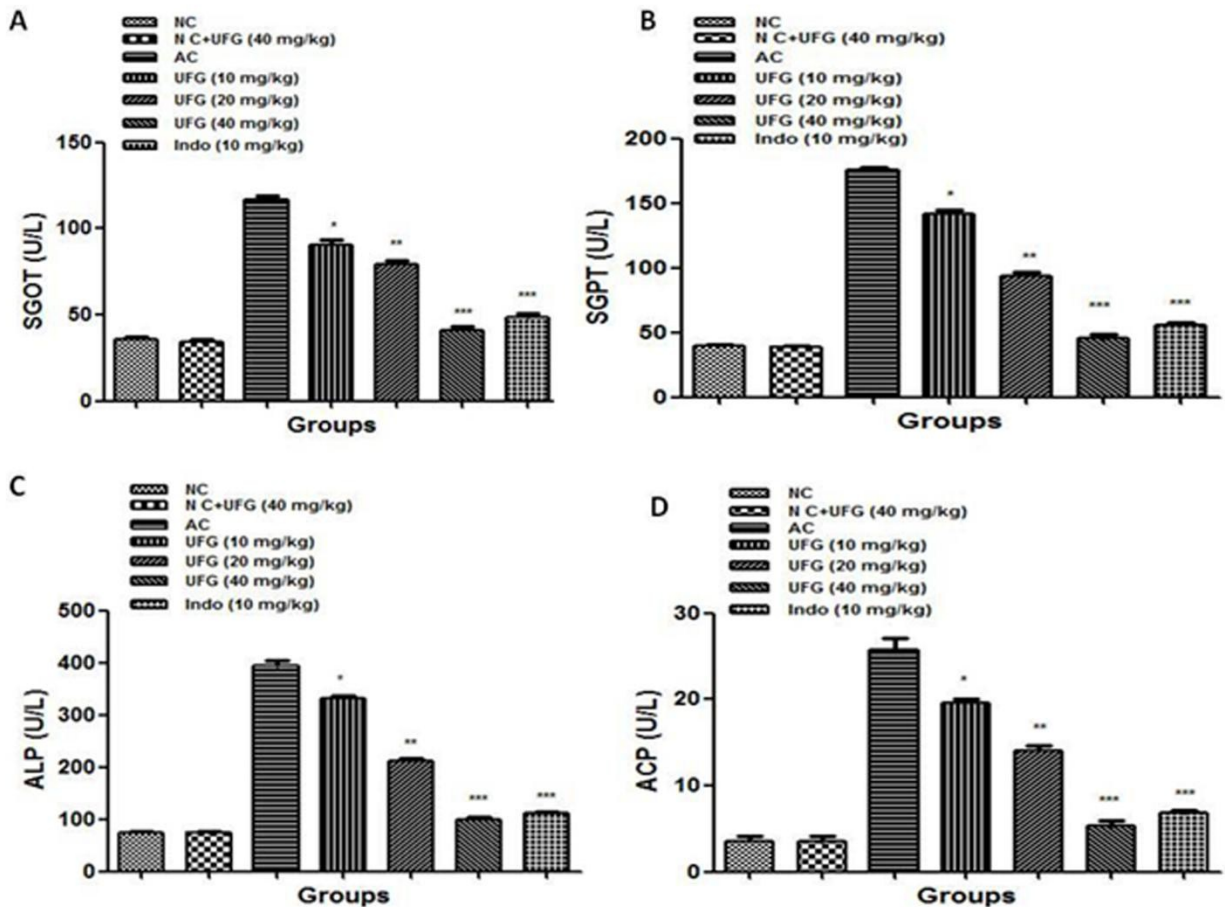 A
NC
N C+UFG (40 mg/kg)
AC
UFG (10 mg/kg)
UFG (20 mg/kg)
UFG (40 mg/kg)
Indo (10 mg/kg)
150
100
50
0
SGOT (U/L)
*
**
***
***
Groups
B
NC
N C+UFG (40 mg/kg)
AC
UFG (10 mg/kg)
UFG (20 mg/kg)
UFG (40 mg/kg)
Indo (10 mg/kg)
200
150
100
50
0
SGPT (U/L)
*
**
***
***
Groups
C
NC
N C+UFG (40 mg/kg)
AC
UFG (10 mg/kg)
UFG (20 mg/kg)
UFG (40 mg/kg)
Indo (10 mg/kg)
500
400
300
200
100
0
ALP (U/L)
*
**
***
***
Groups
D
NC
N C+UFG (40 mg/kg)
AC
UFG (10 mg/kg)
UFG (20 mg/kg)
UFG (40 mg/kg)
Indo (10 mg/kg)
30
20
10
0
ACP (U/L)
*
**
***
***
Groups